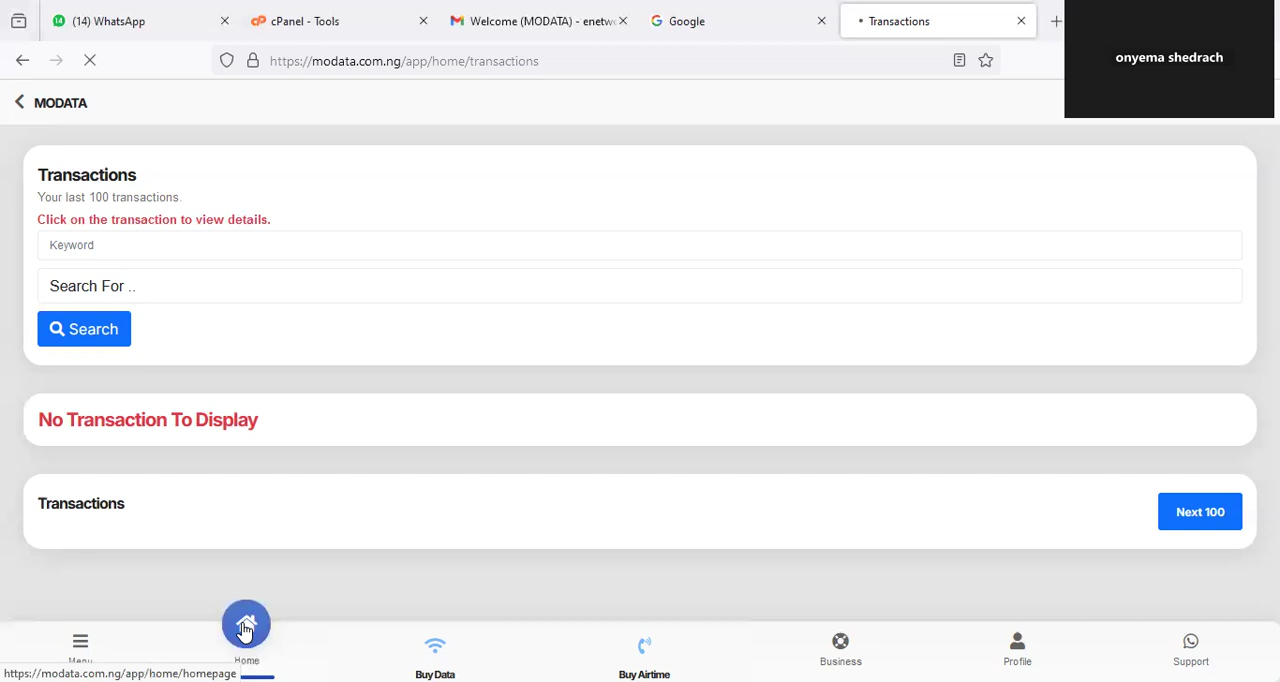 (14) WhatsApp
cPanel - Tools
Welcome (MODATA) - enetw
Google
Transactions
https://modata.com.ng/app/home/transactions
onyema shedrach
MODATA
Transactions
Your last 100 transactions.
Click on the transaction to view details.
Keyword
Search For ..
Search
No Transaction To Display
Transactions
Next 100
Menu
Home
Buy Data
Buy Airtime
Business
Profile
Support
https://modata.com.ng/app/home/homepage